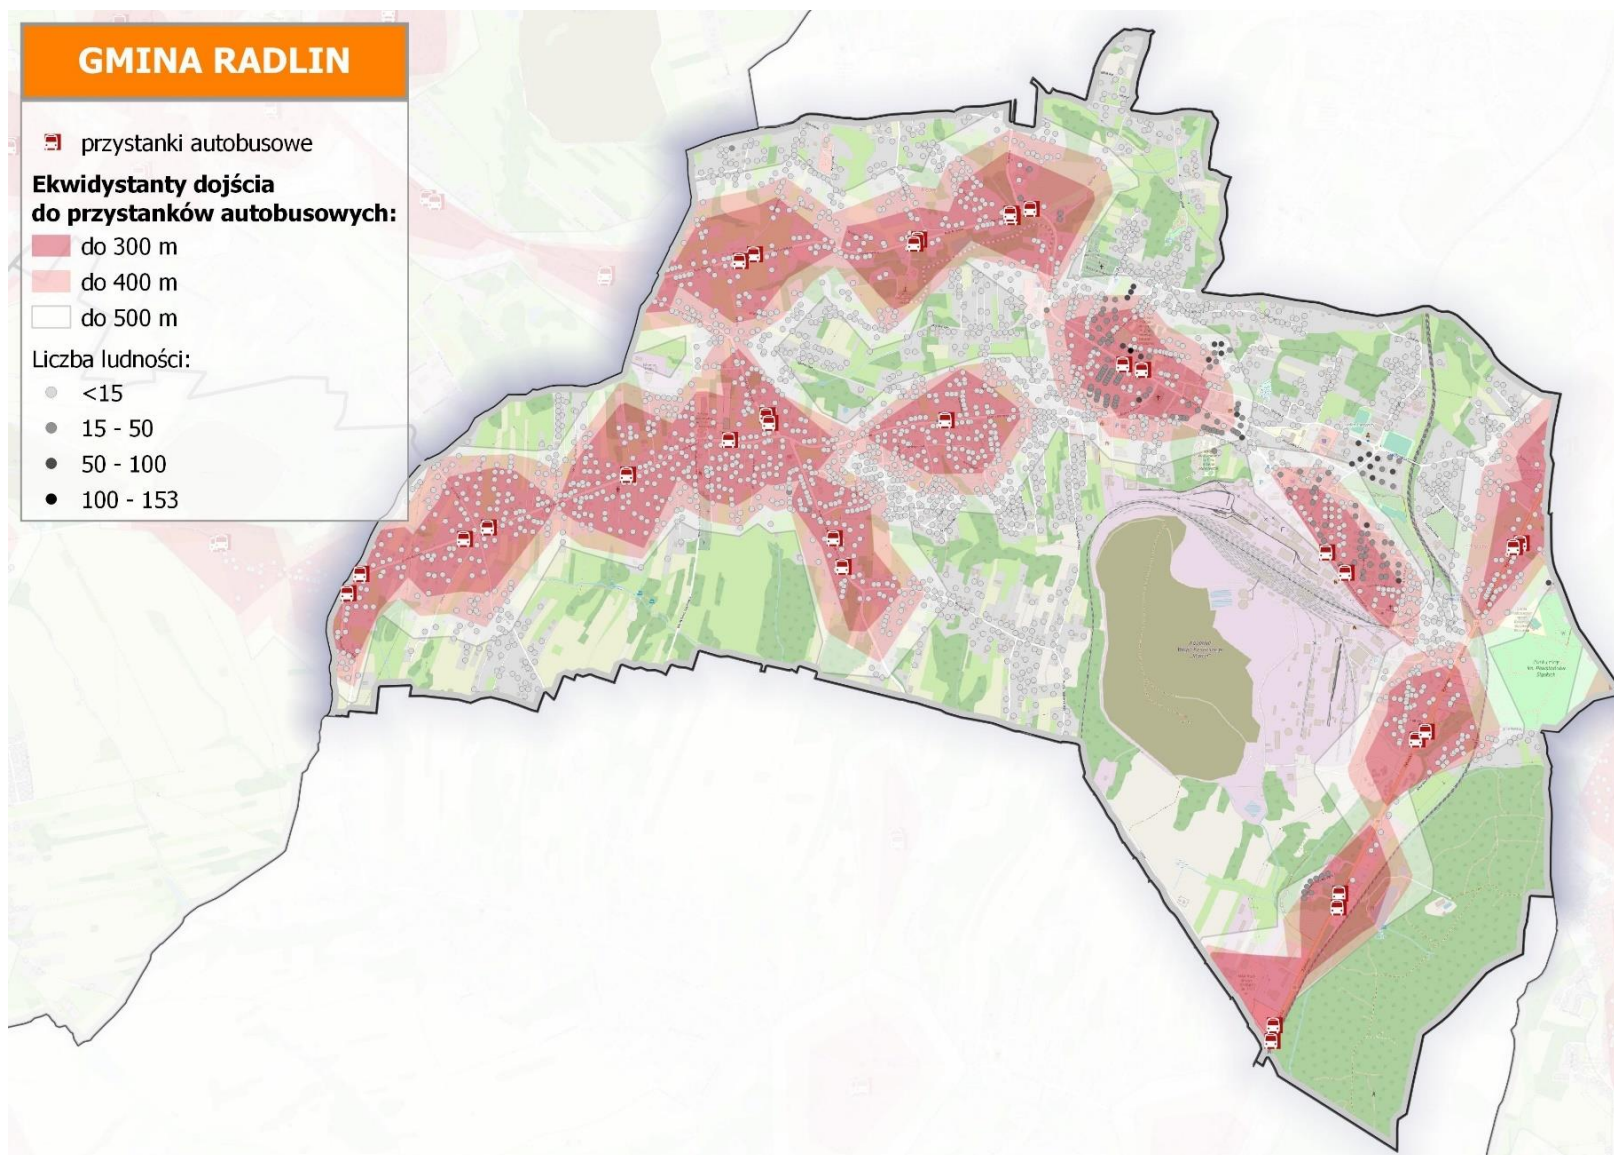 GMINA RADLIN
przystanki autobusowe
Ekwidystanty dojścia
do przystanków autobusowych:
do 300 m
do 400 m
do 500 m
Liczba ludności:
<15
15 - 50
50 - 100
100 - 153